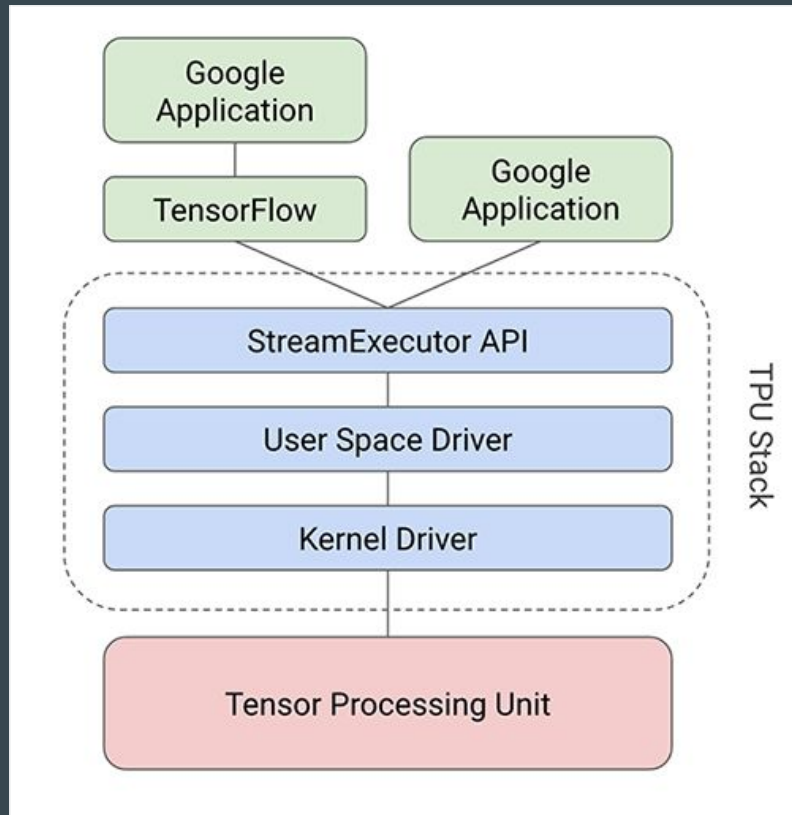 Google
Application
TensorFlow
Google
Application
StreamExecutor API
User Space Driver
Kernel Driver
TPU Stack
Tensor Processing Unit